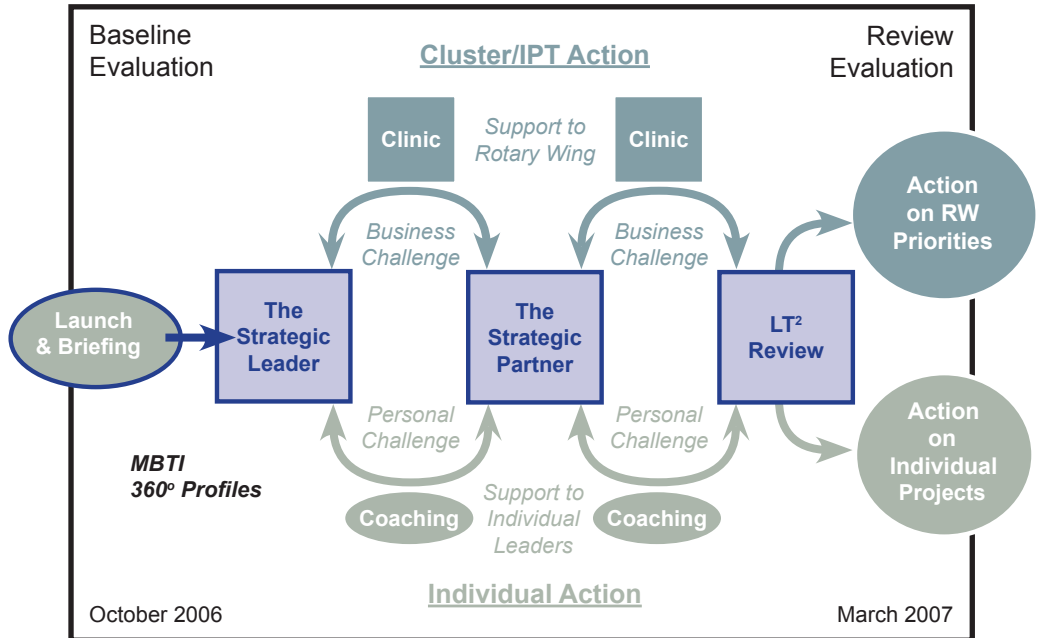 Baseline
Evaluation
Cluster/IPT Action
Review
Evaluation
Clinic
Support to
Rotary Wing
Clinic
Action
on RW
Priorities
Business
Challenge
Business
Challenge
Launch
& Briefing
The
Strategic
Leader
The
Strategic
Partner
LT²
Review
Personal
Challenge
Personal
Challenge
Action
on
Individual
Projects
MBTI
360º Profiles
Coaching
Support to
Individual
Leaders
Coaching
Individual Action
October 2006
March 2007